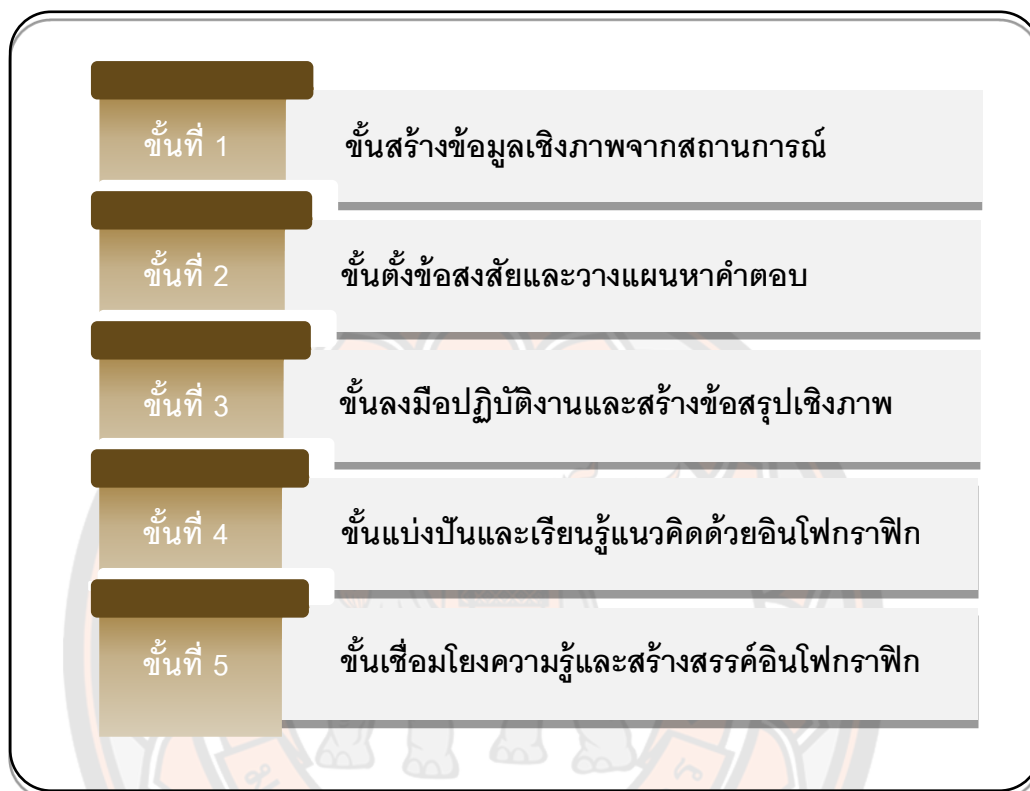 ขั้นที่ 1
ขั้นสร้างข้อมูลเชิงภาพจากสถานการณ์
ขั้นที่ 2
ขั้นตั้งข้อสงสัยและวางแผนหาคำตอบ
ขั้นที่ 3
ขั้นลงมือปฏิบัติงานและสร้างข้อสรุปเชิงภาพ
ขั้นที่ 4
ขั้นแบ่งปันและเรียนรู้แนวคิดด้วยอินโฟกราฟิก
ขั้นที่ 5
ขั้นเชื่อมโยงความรู้และสร้างสรรค์อินโฟกราฟิก